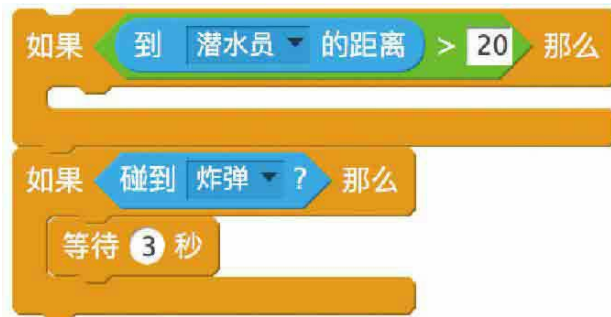 如果 到 潜水员 的距离 > 20 那么
如果 碰到 炸弹 ? 那么
等待 3 秒